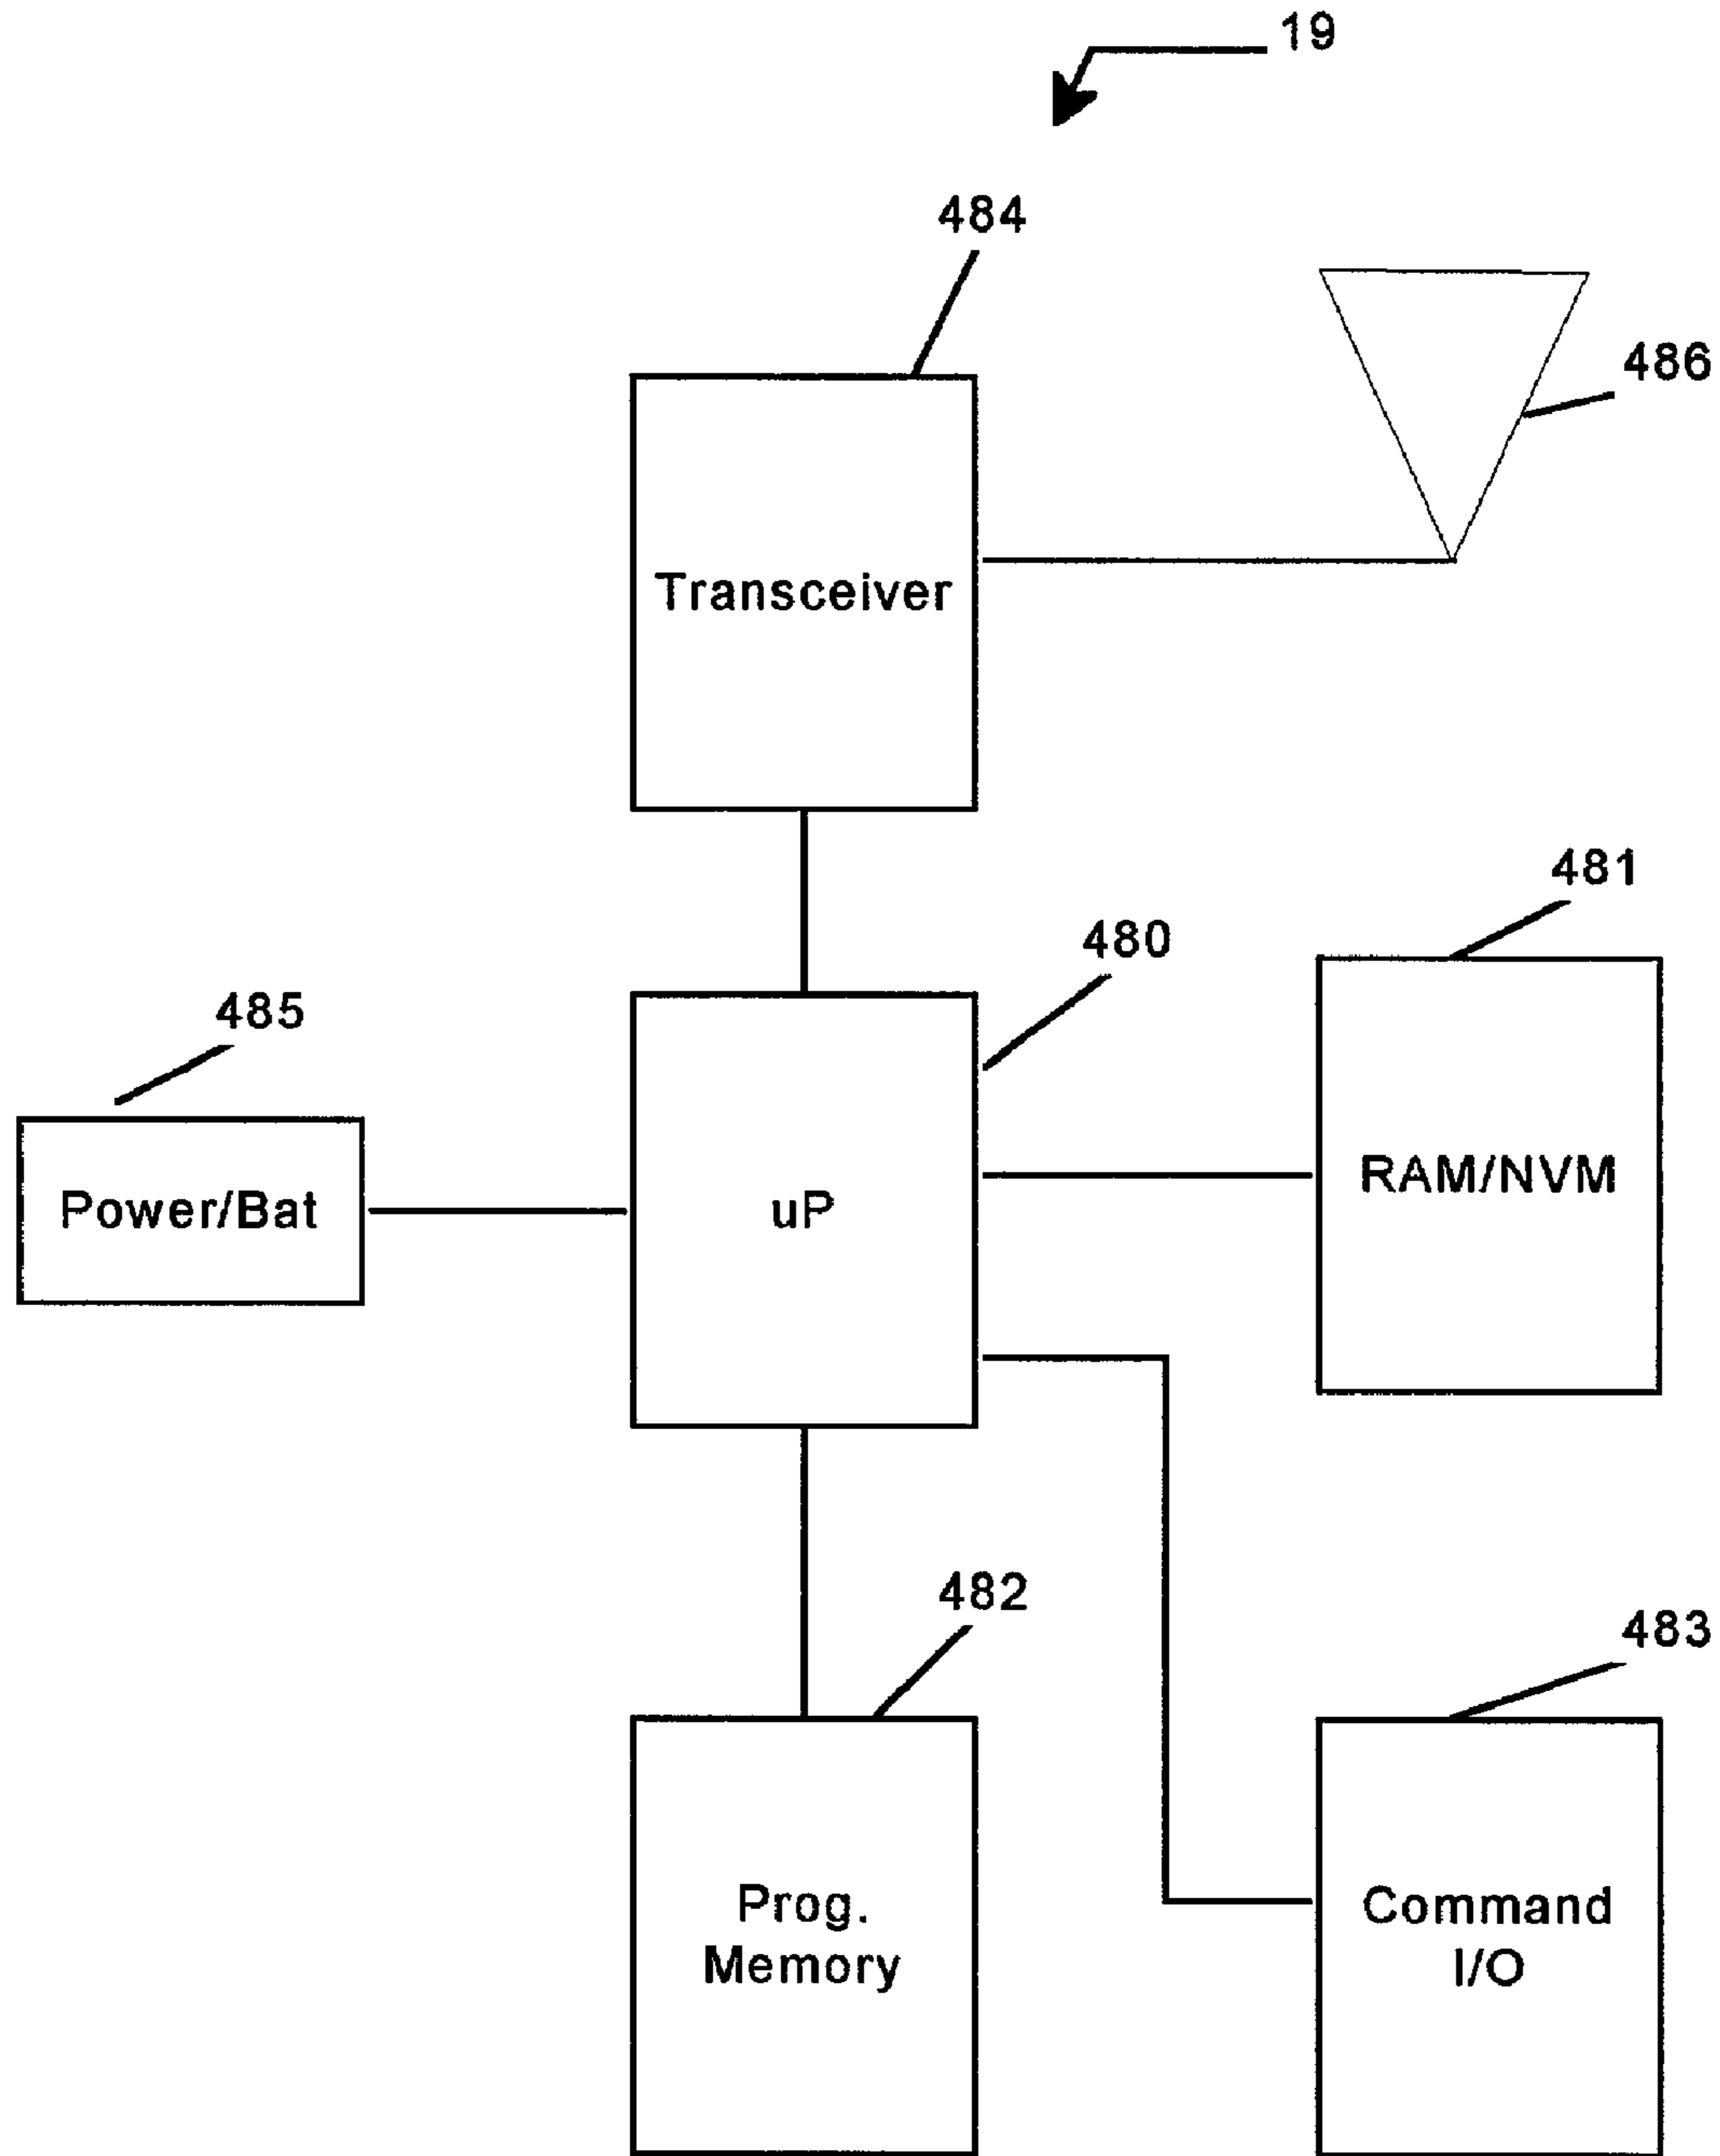 19
484
486
Transceiver
481
480
485
RAM/NVM
Power/Bat
uP
482
483
Prog.
Memory
Command
I/O